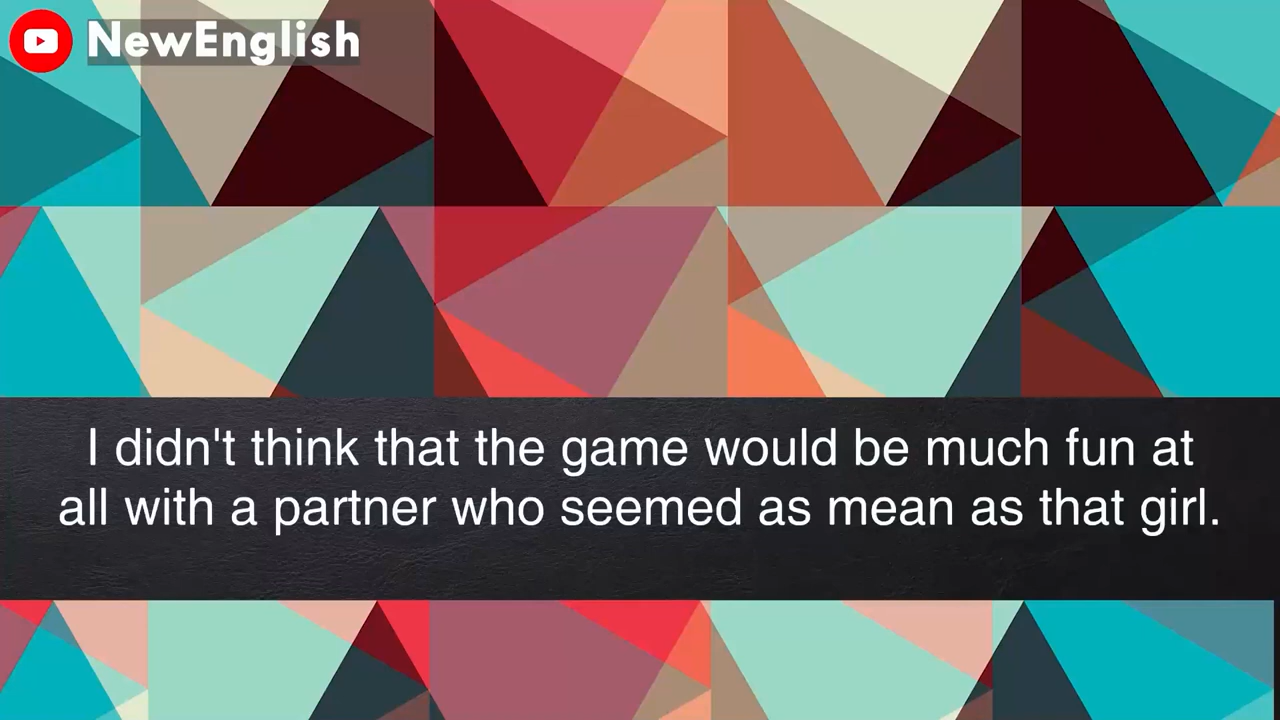 NewEnglish
I didn't think that the game would be much fun at
all with a partner who seemed as mean as that girl.